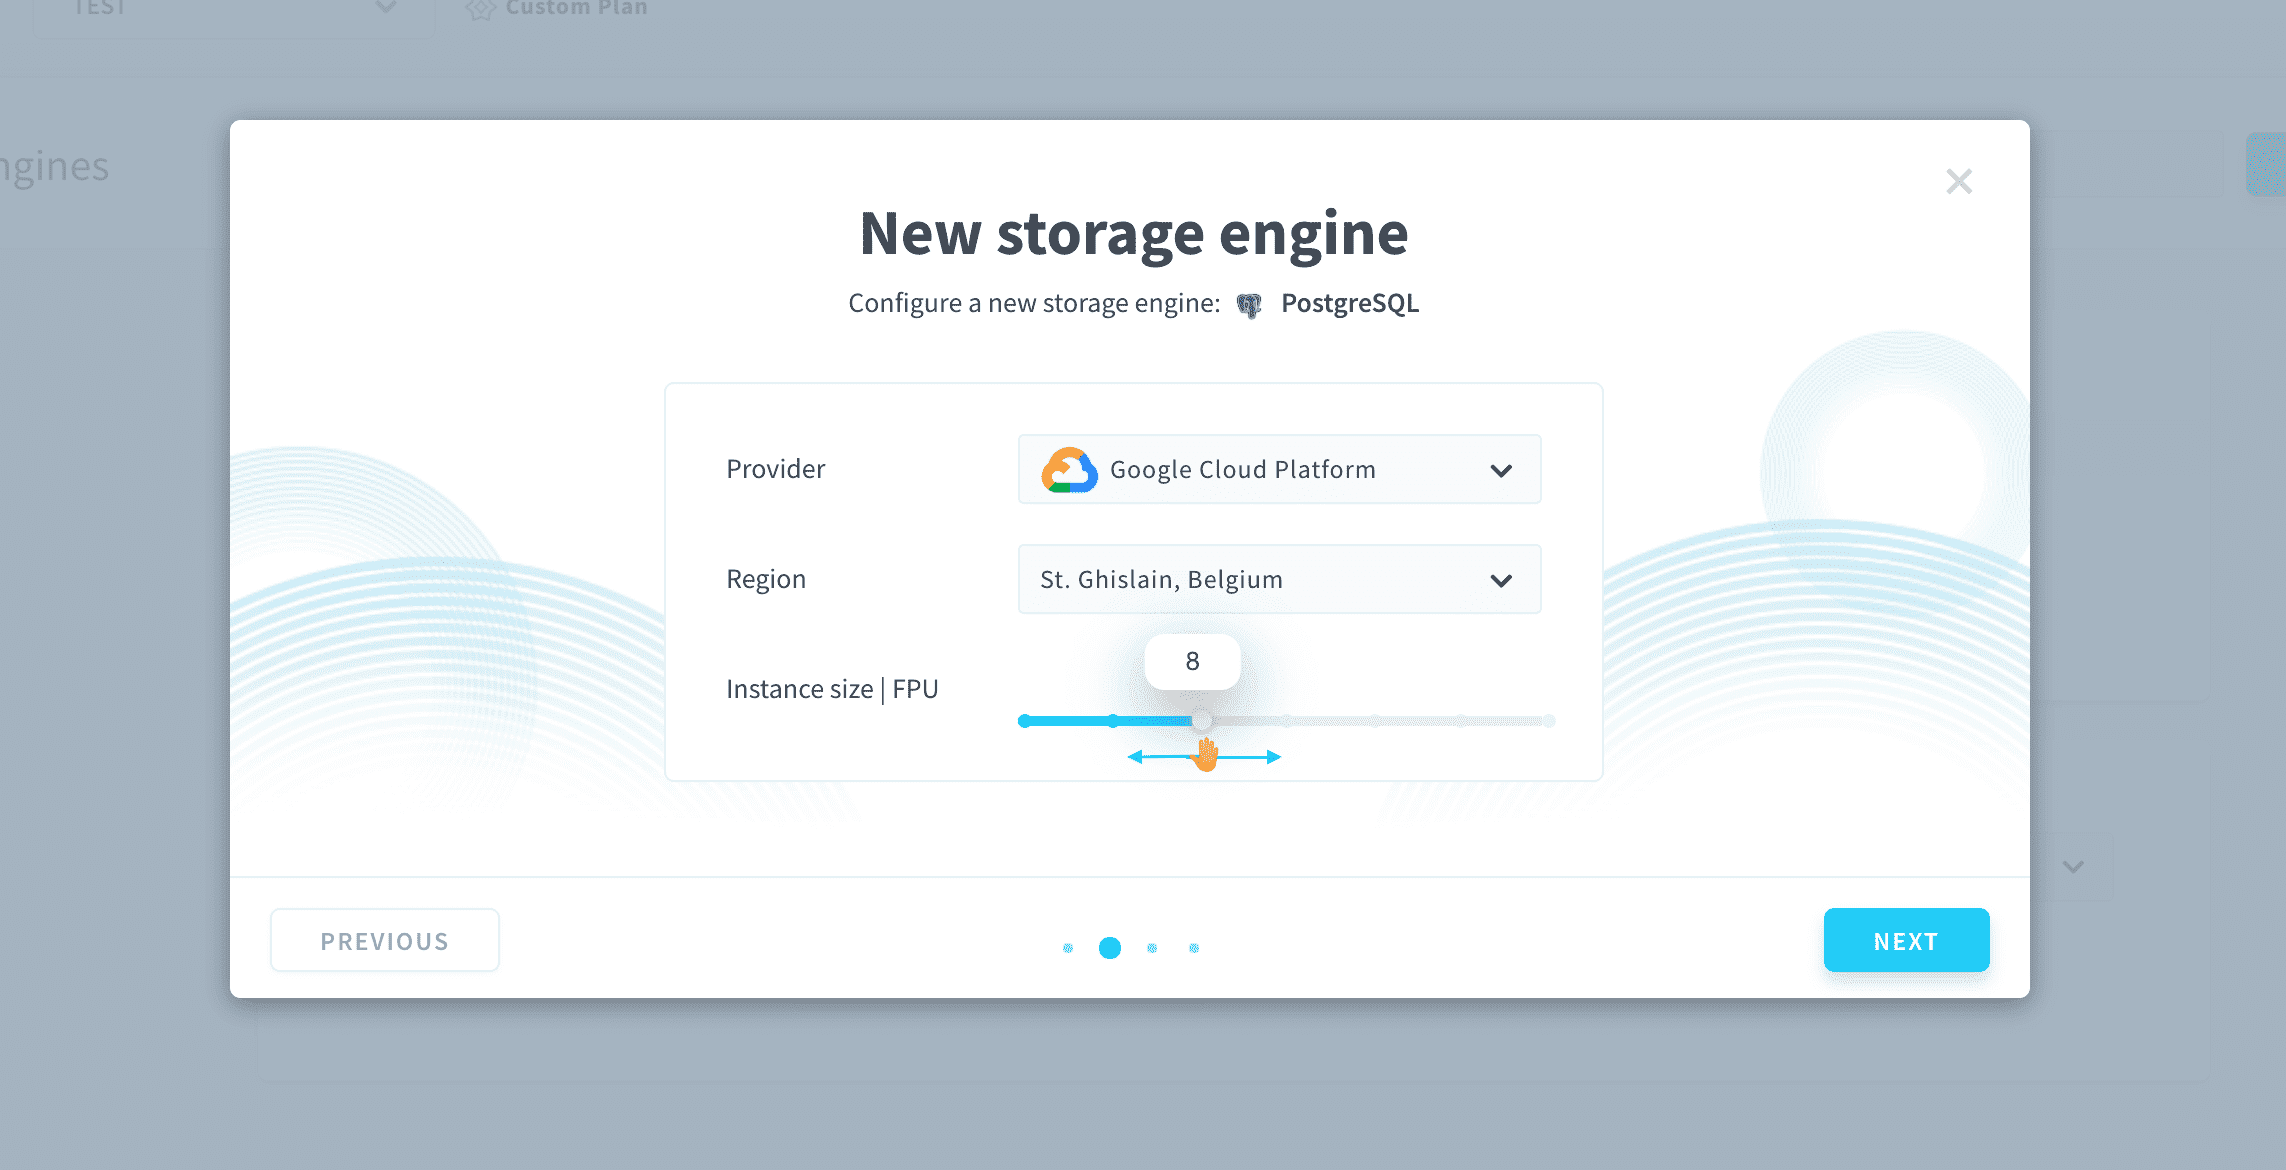 TEST
Custom Plan
ngines
New storage engine
Configure a new storage engine: PostgreSQL
Provider
Google Cloud Platform
Region
St. Ghislain, Belgium
8
Instance size | FPU
PREVIOUS
NEXT